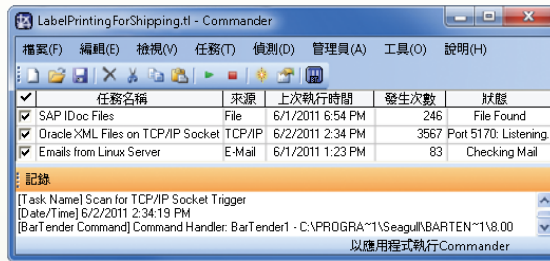 LabelPrintingForShipping.tl - Commander
檔案(F) 編輯(E) 檢視(V) 任務(T) 偵測(D) 管理員(A) 工具(O) 說明(H)
任務名稱 來源 上次執行時間 發生次數 狀態
SAP IDoc Files File 6/1/2011 6:54 PM 246 File Found
Oracle XML Files on TCP/IP Socket TCP/IP 6/2/2011 2:34 PM 3567 Port 5170: Listening.
Emails from Linux Server E-Mail 6/1/2011 1:23 PM 83 Checking Mail
記錄
[Task Name] Scan for TCP/IP Socket Trigger
[Date/Time] 6/2/2011 2:34:19 PM
[BarTender Command] Command Handler: BarTender1 - C:\PROGRA~1\Seagull\BARTEN~1\8.00
以應用程式執行Commander